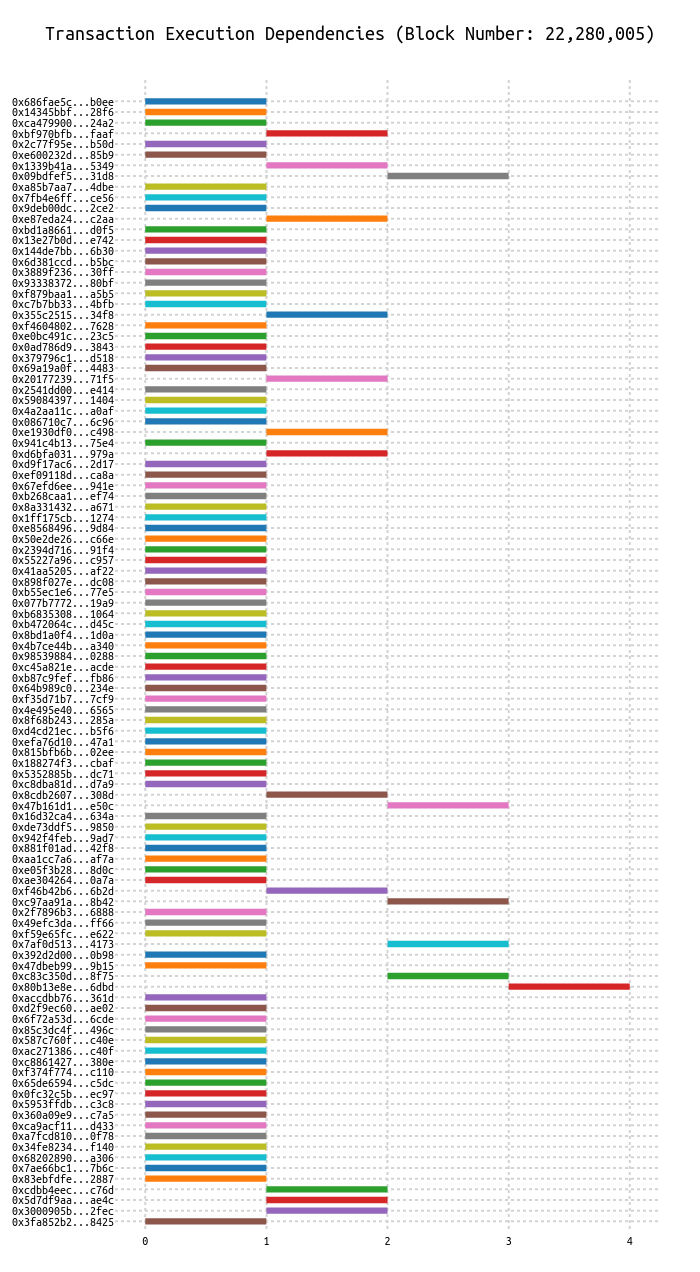 Transaction Execution Dependencies (Block Number: 22,280,005)
0x686fae5c...b0ee
0x14345bbf...28f6
0xca479900...24a2
0xbf970bfb...faaf
0x2c77f95e...b50d
0xe600232d...85b9
0x1339b41a...5349
0x09bdfef5...31d8
0xa85b7aa7...4dbe
0x7fb4e6ff...ce56
0x9deb00dc...2ce2
0xe87eda24...c2aa
0xbd1a8661...d0f5
0x13e27b0d...e742
0x144de7bb...6b30
0x6d381ccd...b5bc
0x3889f236...30ff
0x93338372...80bf
0xf879baa1...a5b5
0xc7b7bb33...4bfb
0x355c2515...34f8
0xf4604802...7628
0xe0bc491c...23c5
0x0ad786d9...3843
0x379796c1...d518
0x69a19a0f...4483
0x20177239...71f5
0x2541dd00...e414
0x59084397...1404
0x4a2aa11c...a0af
0x086710c7...6c96
0xe1930df0...c498
0x941c4b13...75e4
0xd6bfa031...979a
0xd9f17ac6...2d17
0xef09118d...ca8a
0x67efd6ee...941e
0xb268caa1...ef74
0x8a331432...a671
0x1ff175cb...1274
0xe8568496...9d84
0x50e2de26...c66e
0x2394d716...91f4
0x55227a96...c957
0x41aa5205...af22
0x898f027e...dc08
0xb55ec1e6...77e5
0x077b7772...19a9
0xb6835308...1064
0xb472064c...d45c
0x8bd1a0f4...1d0a
0x4b7ce44b...a340
0x98539884...0288
0xc45a821e...acde
0xb87c9fef...fb86
0x64b989c0...234e
0xf35d71b7...7cf9
0x4e495e40...6565
0x8f68b243...285a
0xd4cd21ec...b5f6
0xefa76d10...47a1
0x815bfb6b...02ee
0x188274f3...cbaf
0x5352885b...dc71
0xc8dba81d...d7a9
0x8cdb2607...308d
0x47b161d1...e50c
0x16d32ca4...634a
0xde73ddf5...9850
0x942f4feb...9ad7
0x881f01ad...42f8
0xaa1cc7a6...af7a
0xe05f3b28...8d0c
0xae304264...0a7a
0xf46b42b6...6b2d
0xc97aa91a...8b42
0x2f7896b3...6888
0x49efc3da...ff66
0xf59e65fc...e622
0x7af0d513...4173
0x392d2d00...0b98
0x47dbeb99...9b15
0xc83c350d...8f75
0x80b13e8e...6dbd
0xaccdbb76...361d
0xd2f9ec60...ae02
0x6f72a53d...6cde
0x85c3dc4f...496c
0x587c760f...c40e
0xac271386...c40f
0xc8861427...380e
0xf374f774...c110
0x65de6594...c5dc
0x0fc32c5b...ec97
0x5953ffdb...c3c8
0x360a09e9...c7a5
0xca9acf11...d433
0xa7fcd810...0f78
0x34fe8234...f140
0x68202890...a306
0x7ae66bc1...7b6c
0x83ebfdfe...2887
0xcdbb4eec...c76d
0x5d7df9aa...ae4c
0x3000905b...2fec
0x3fa852b2...8425
0 1 2 3 4